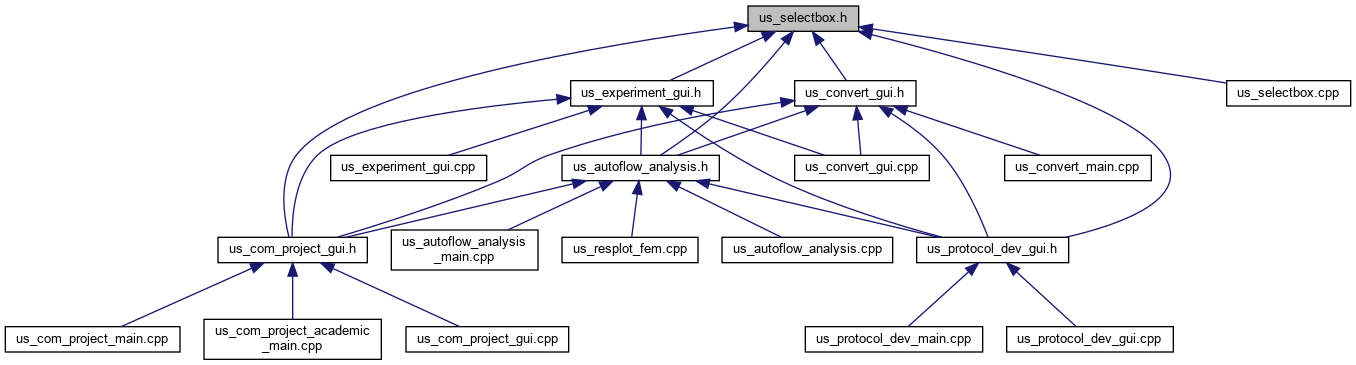 us_selectbox.h
us_experiment_gui.h
us_convert_gui.h
us_selectbox.cpp
us_experiment_gui.cpp
us_autoflow_analysis.h
us_convert_gui.cpp
us_convert_main.cpp
us_com_project_gui.h
us_autoflow_analysis
_main.cpp
us_resplot_fem.cpp
us_autoflow_analysis.cpp
us_protocol_dev_gui.h
us_com_project_main.cpp
us_com_project_academic
_main.cpp
us_com_project_gui.cpp
us_protocol_dev_main.cpp
us_protocol_dev_gui.cpp